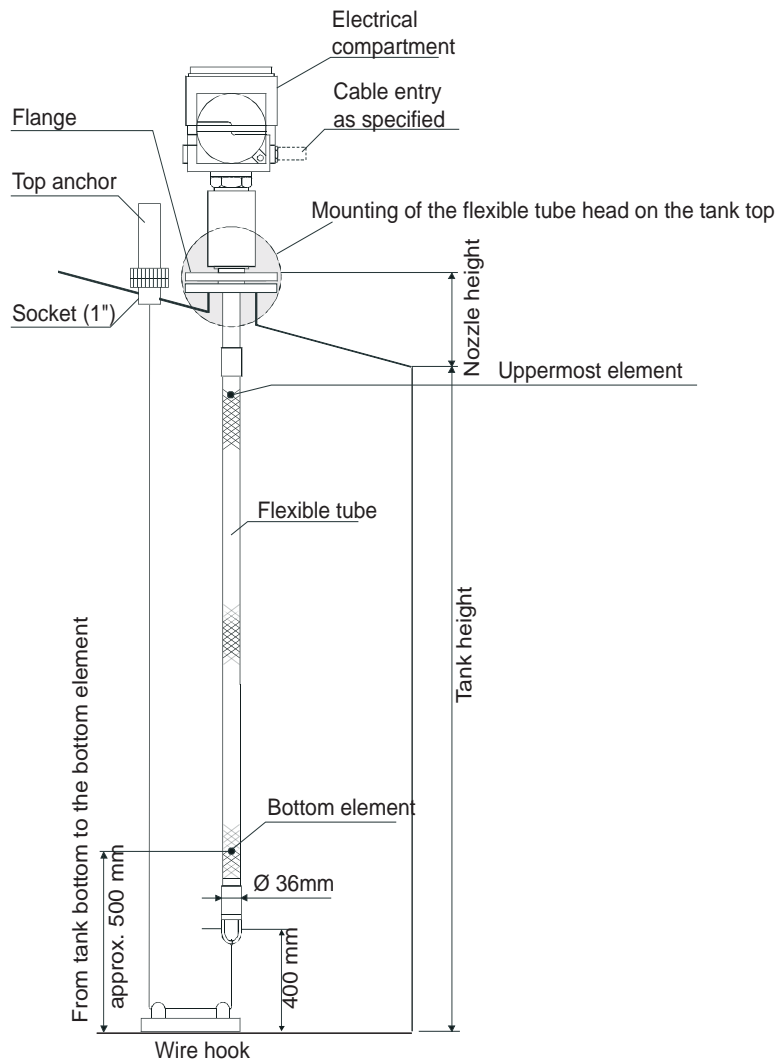 Electrical
compartment
Cable entry
as specified
Flange
Top anchor
Mounting of the flexible tube head on the tank top
Socket (1")
Nozzle height
Uppermost element
Flexible tube
Tank height
From tank bottom to the bottom element
approx. 500 mm
Bottom element
Ø 36mm
400 mm
Wire hook